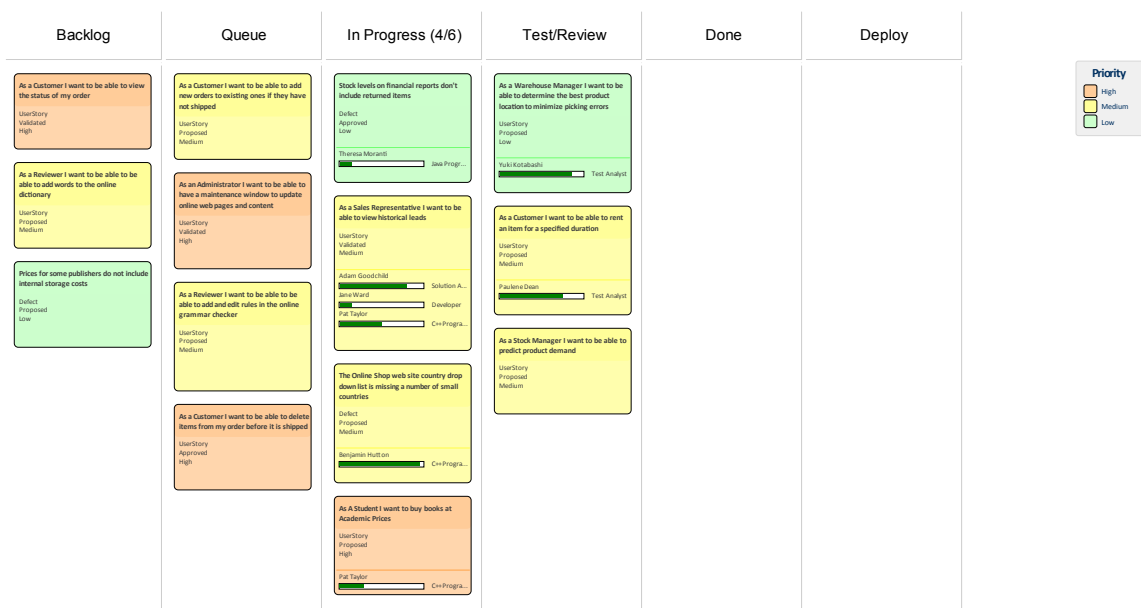 Backlog
Queue
In Progress (4/6)
Test/Review
Done
Deploy
As a Customer I want to be able to view
the status of my order
UserStory
Validated
High
As a Reviewer I want to be able to be
able to add words to the online
dictionary
UserStory
Proposed
Medium
Prices for some publishers do not include
internal storage costs
Defect
Proposed
Low
As a Customer I want to be able to add
new orders to existing ones if they have
not shipped
UserStory
Proposed
Medium
As an Administrator I want to be able to
have a maintenance window to update
online web pages and content
UserStory
Validated
High
As a Reviewer I want to be able to be
able to add and edit rules in the online
grammar checker
UserStory
Proposed
Medium
As a Customer I want to be able to delete
items from my order before it is shipped
UserStory
Approved
High
Stock levels on financial reports don't
include returned items
Defect
Approved
Low
Theresa Moranti
Java Progr...
As a Sales Representative I want to be
able to view historical leads
UserStory
Validated
Medium
Adam Goodchild
Solution A...
Jane Ward
Developer
Pat Taylor
C++Progra...
The Online Shop web site country drop
down list is missing a number of small
countries
Defect
Proposed
Medium
Benjamin Hutton
C++Progra...
As A Student I want to buy books at
Academic Prices
UserStory
Proposed
High
Pat Taylor
C++Progra...
As a Warehouse Manager I want to be
able to determine the best product
location to minimize picking errors
UserStory
Proposed
Low
Yuki Kotabashi
Test Analyst
As a Customer I want to be able to rent
an item for a specified duration
UserStory
Proposed
Medium
Paulene Dean
Test Analyst
As a Stock Manager I want to be able to
predict product demand
UserStory
Proposed
Medium
Priority
High
Medium
Low